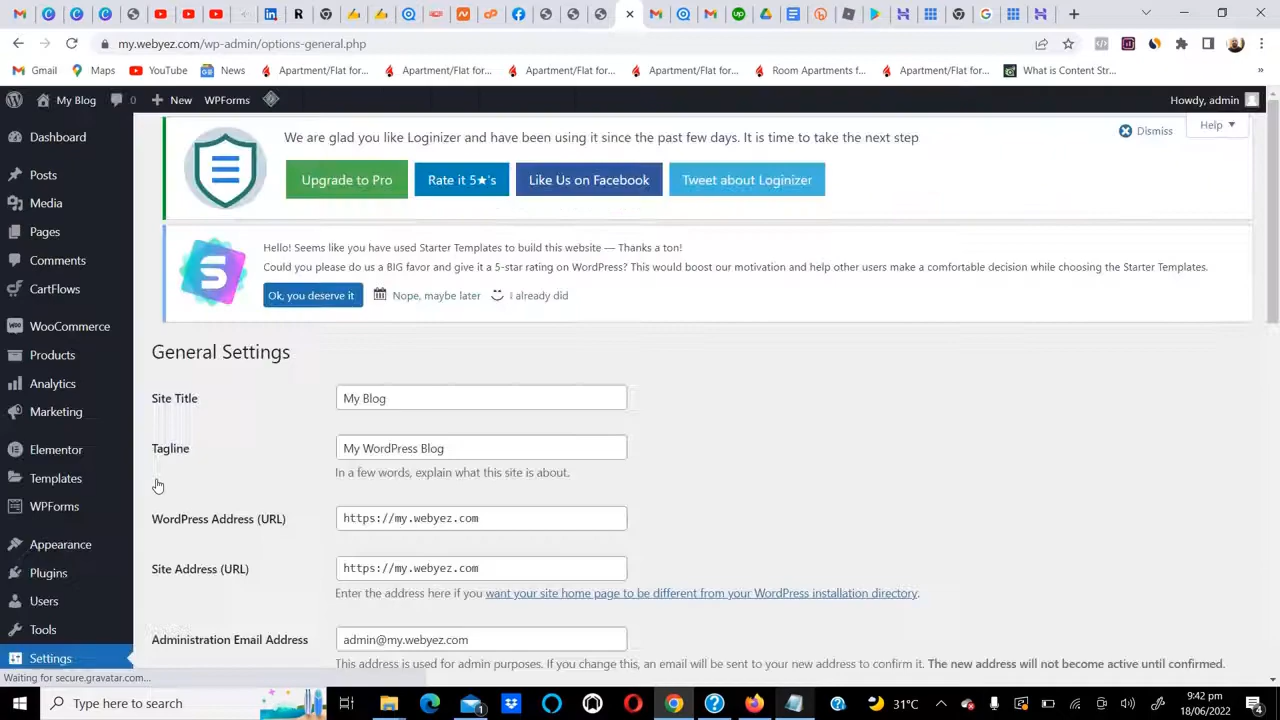 my.webyez.com/wp-admin/options-general.php
Gmail
Maps
YouTube
News
Apartment/Flat for...
Apartment/Flat for...
Apartment/Flat for...
Apartment/Flat for...
Room Apartments f...
Apartment/Flat for...
What is Content Str...
»
My Blog
0
New
WPForms
Howdy, admin
Dashboard
Posts
Media
Pages
Comments
CartFlows
WooCommerce
Products
Analytics
Marketing
Elementor
Templates
WPForms
Appearance
Plugins
Users
Tools
Settings
We are glad you like Loginizer and have been using it since the past few days. It is time to take the next step
Dismiss
Help ▼
Upgrade to Pro
Rate it 5★'s
Like Us on Facebook
Tweet about Loginizer
Hello! Seems like you have used Starter Templates to build this website — Thanks a ton!
Could you please do us a BIG favor and give it a 5-star rating on WordPress? This would boost our motivation and help other users make a comfortable decision while choosing the Starter Templates.
Ok, you deserve it
Nope, maybe later
I already did
General Settings
Site Title
My Blog
Tagline
My WordPress Blog
In a few words, explain what this site is about.
WordPress Address (URL)
https://my.webyez.com
Site Address (URL)
https://my.webyez.com
Enter the address here if you want your site home page to be different from your WordPress installation directory.
Administration Email Address
admin@my.webyez.com
This address is used for admin purposes. If you change this, an email will be sent to your new address to confirm it. The new address will not become active until confirmed.
Waiting for secure.gravatar.com...
Type here to search
1
31°C
9:42 pm
18/06/2022
4